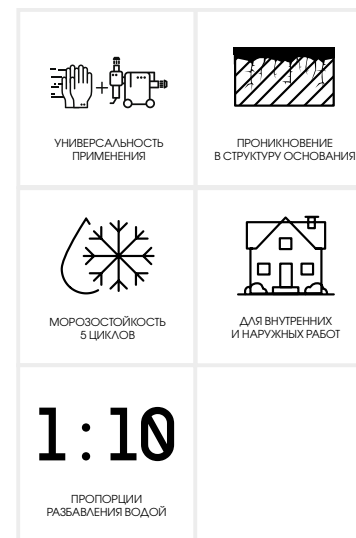 УНИВЕРСАЛЬНОСТЬ
ПРИМЕНЕНИЯ
ПРОНИКНОВЕНИЕ
В СТРУКТУРУ ОСНОВАНИЯ
МОРОЗОСТОЙКОСТЬ
5 ЦИКЛОВ
ДЛЯ ВНУТРЕННИХ
И НАРУЖНЫХ РАБОТ
1:10
ПРОПОРЦИИ
РАЗБАВЛЕНИЯ ВОДОЙ